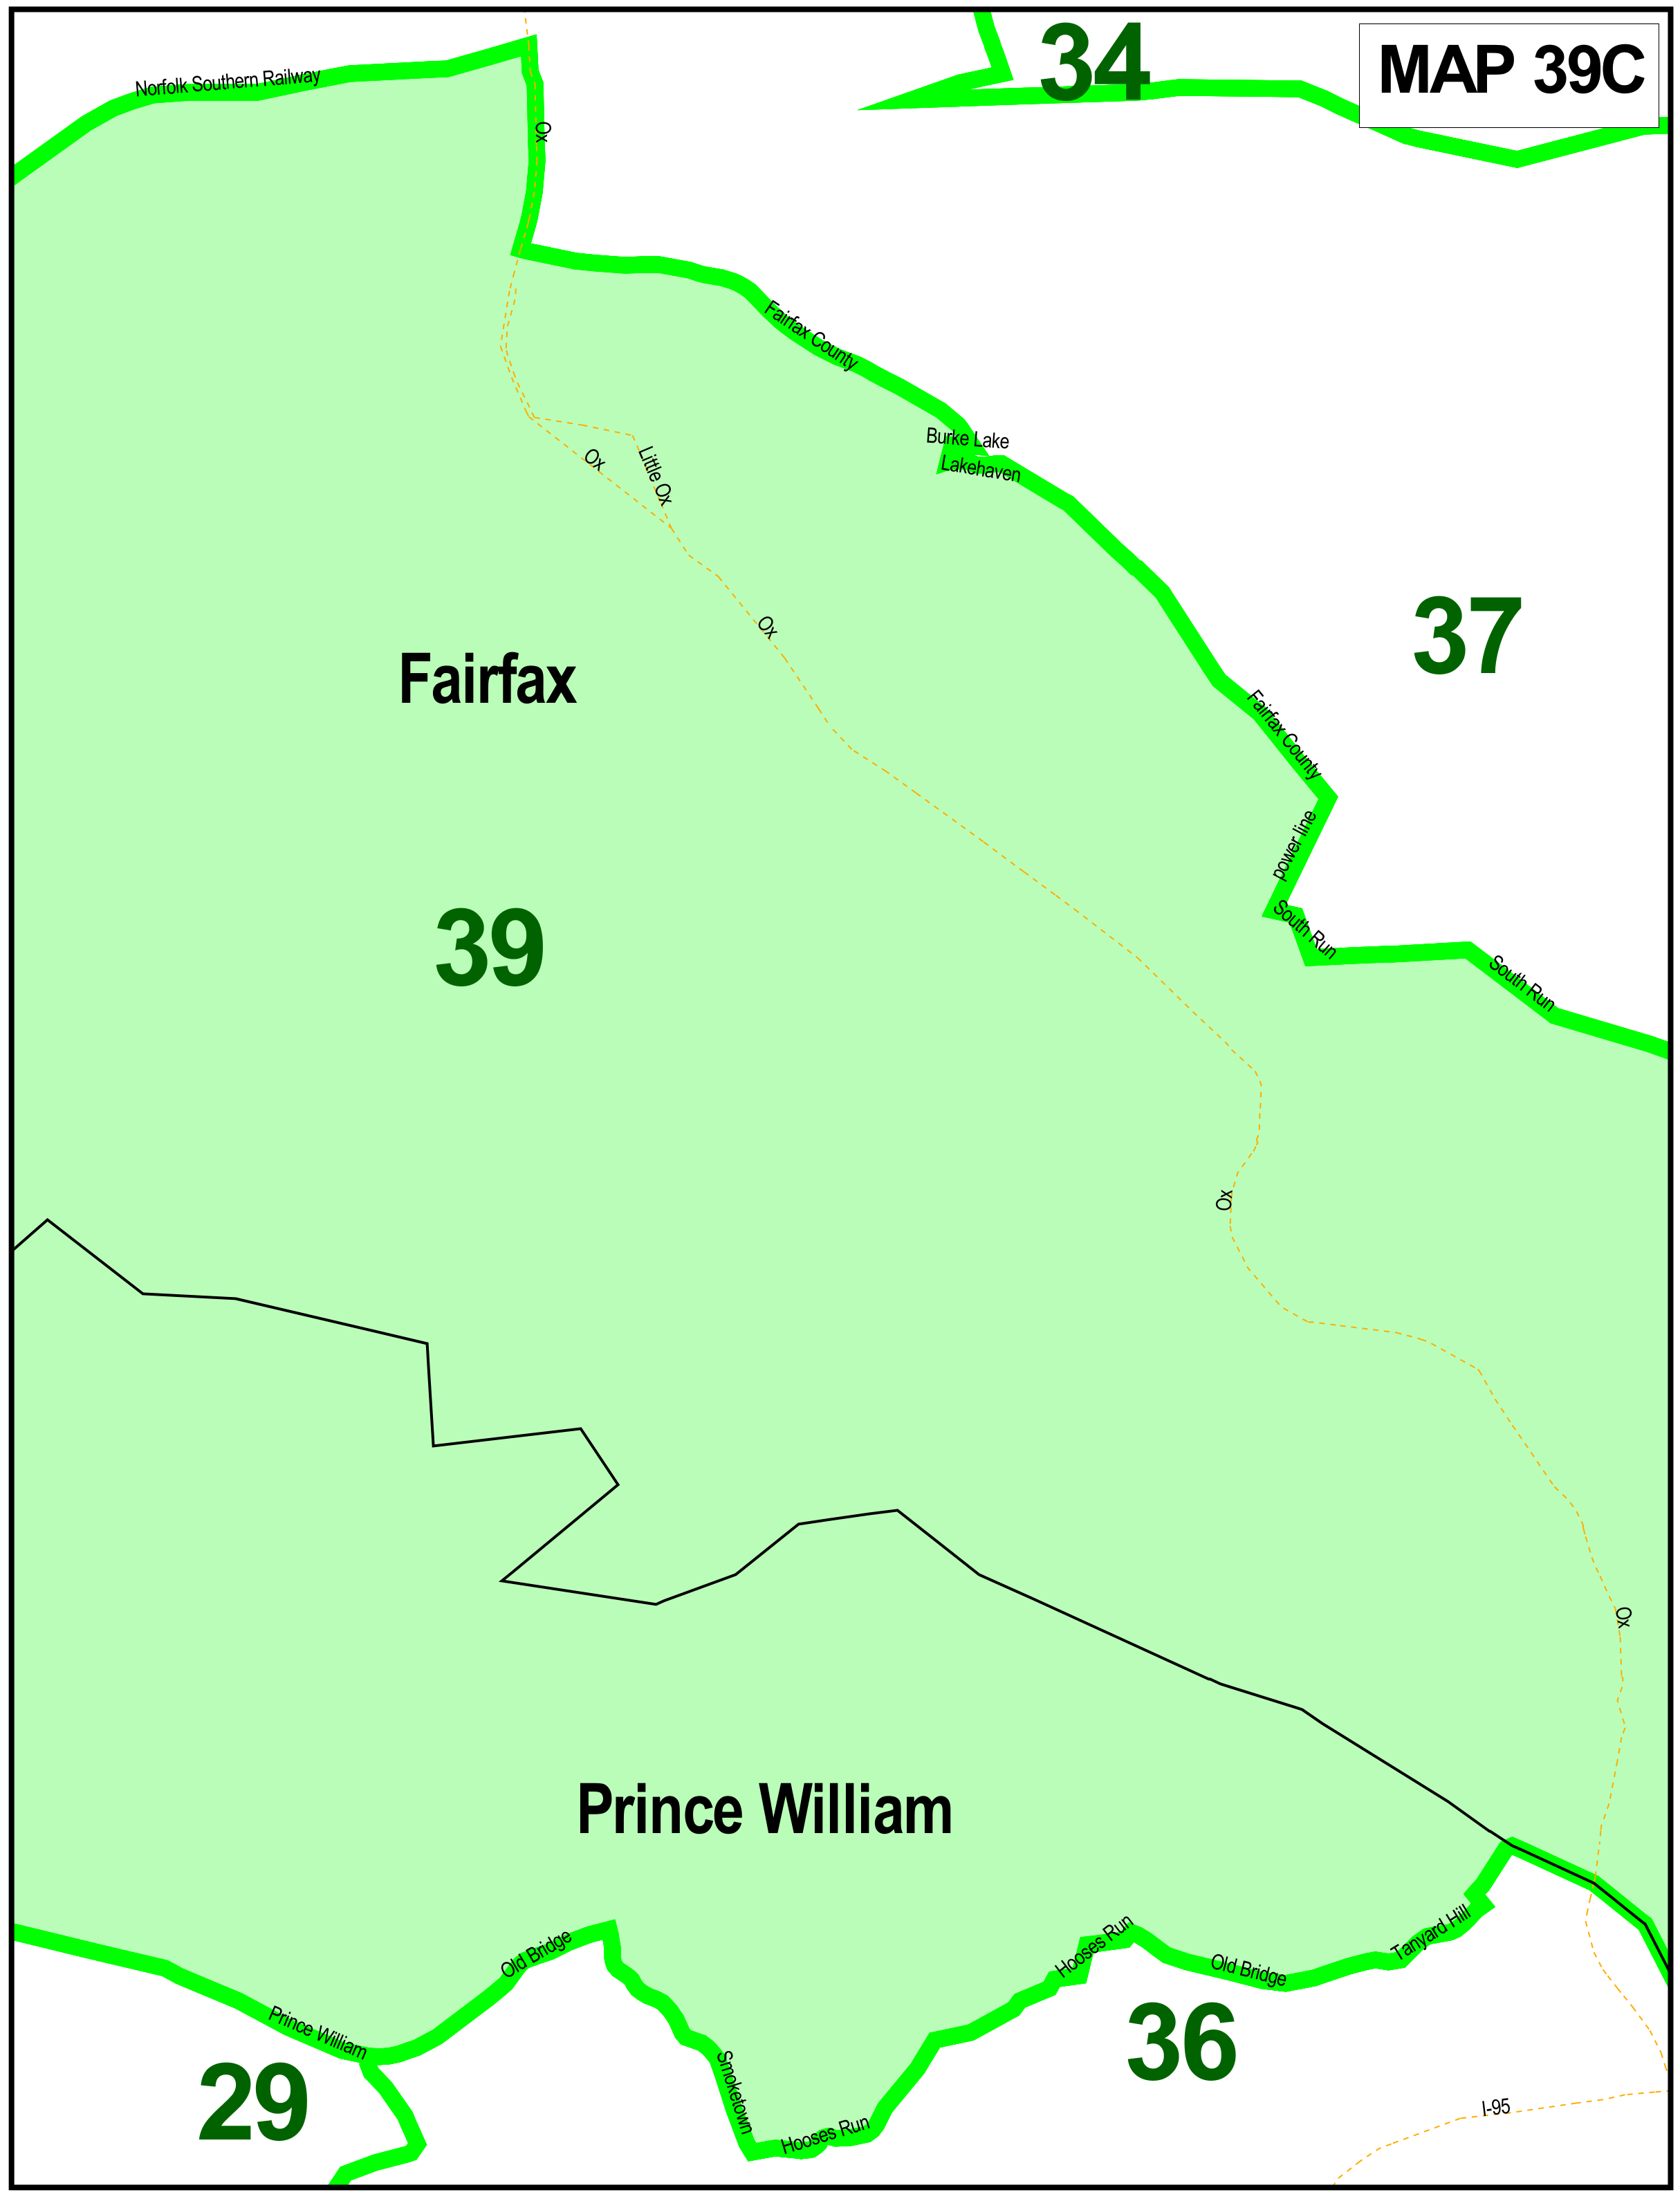 34
MAP 39C
Norfolk Southern Railway
Ox
Fairfax County
Burke Lake
Lakehaven
Ox
Little Ox
Ox
37
Fairfax
Fairfax County
power line
39
South Run
South Run
Ox
Ox
Prince William
Old Bridge
Hooses Run
Tanyard Hill
Old Bridge
Prince William
36
Smoketown
29
Hooses Run
I-95